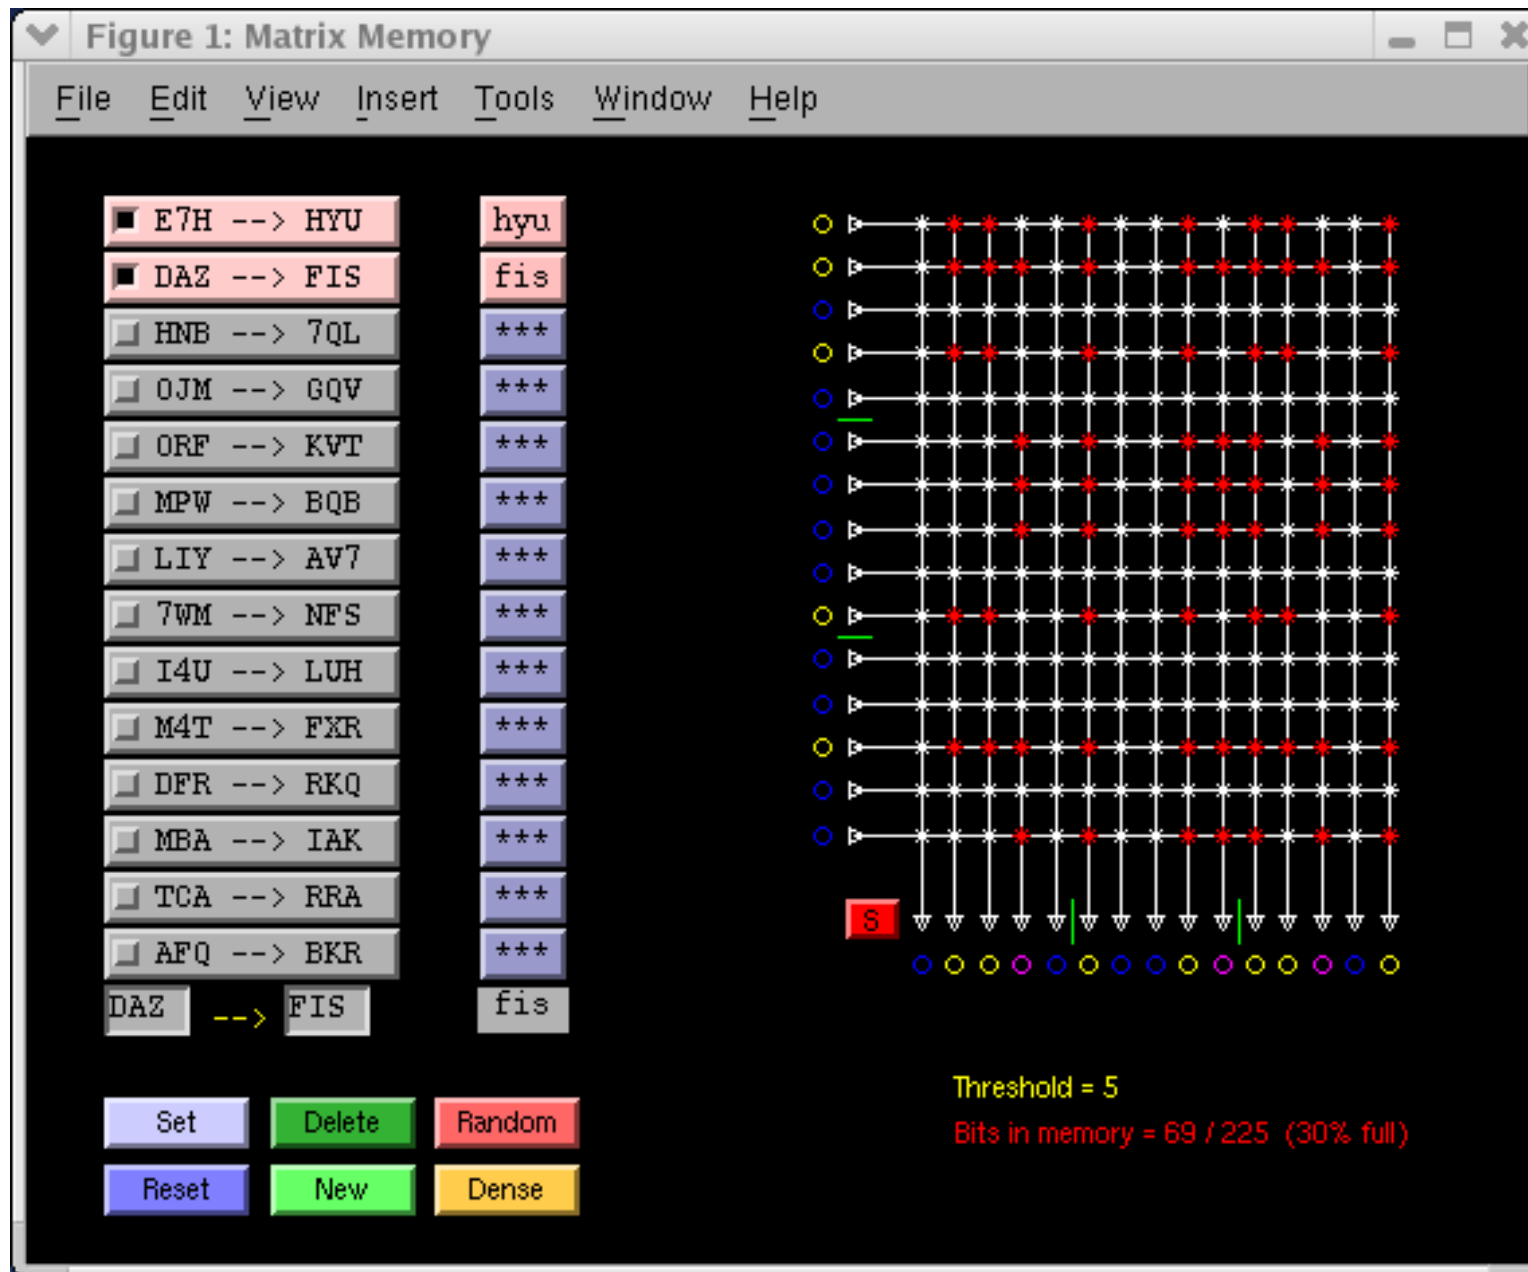 Figure 1: Matrix Memory
File Edit View Insert Tools Window Help
E7H --> HYU hyu
DAZ --> FIS fis
HNB --> 7QL ***
OJM --> GQV ***
ORF --> KVT ***
MPW --> BQB ***
LIY --> AV7 ***
7WM --> NFS ***
I4U --> LUH ***
M4T --> FXR ***
DFR --> RKQ ***
MBA --> IAK ***
TCA --> RRA ***
AFQ --> BKR ***
DAZ --> FIS fis
S
Threshold = 5
Bits in memory = 69 / 225 (30% full)
Set Delete Random
Reset New Dense